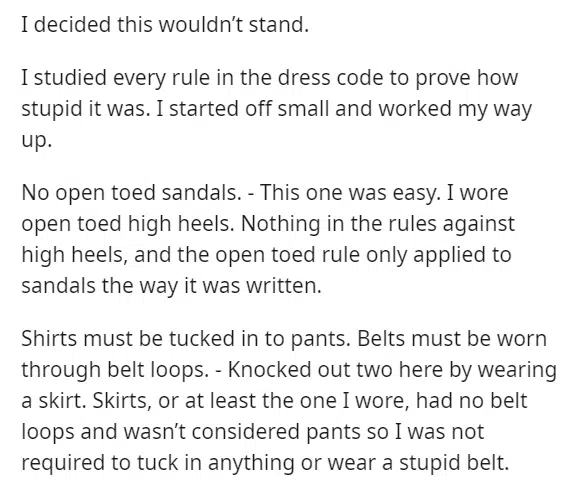 I decided this wouldn’t stand.
I studied every rule in the dress code to prove how
stupid it was. I started off small and worked my way
up.
No open toed sandals. - This one was easy. I wore
open toed high heels. Nothing in the rules against
high heels, and the open toed rule only applied to
sandals the way it was written.
Shirts must be tucked in to pants. Belts must be worn
through belt loops. - Knocked out two here by wearing
a skirt. Skirts, or at least the one I wore, had no belt
loops and wasn’t considered pants so I was not
required to tuck in anything or wear a stupid belt.